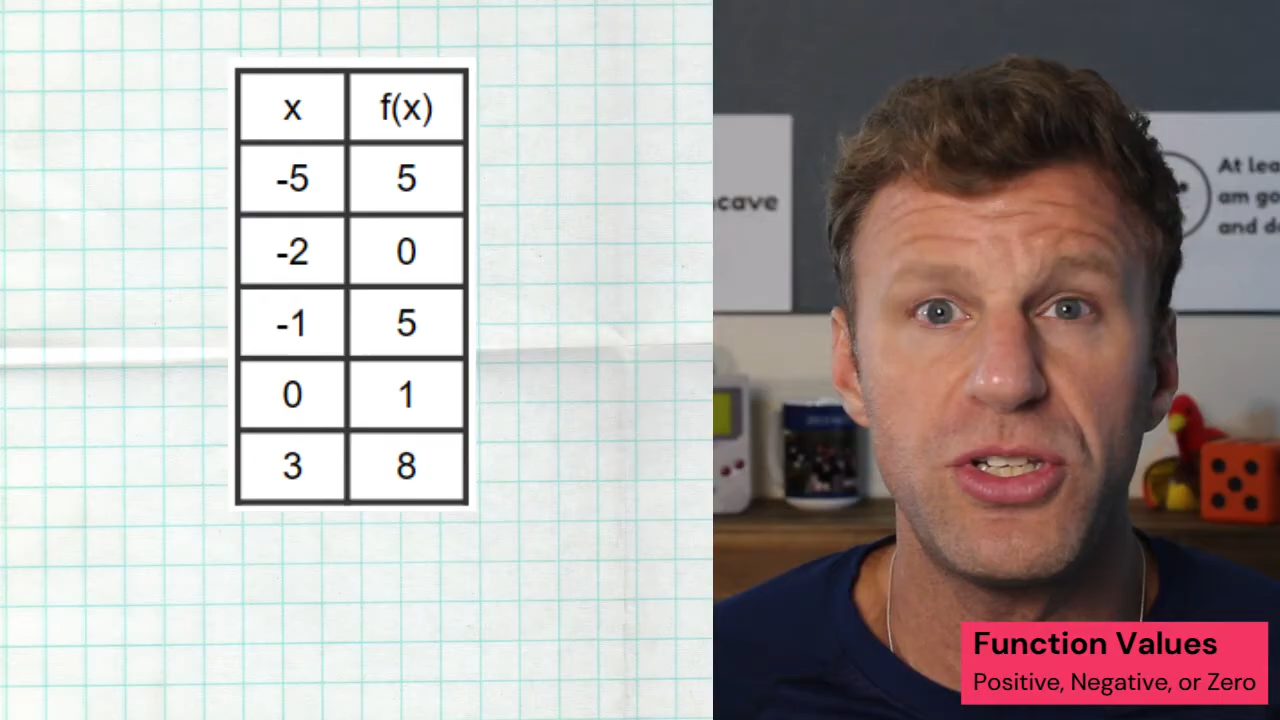 x f(x)
-5 5
-2 0
-1 5
0 1
3 8
cave
At lea
am go
and d
Function Values
Positive, Negative, or Zero